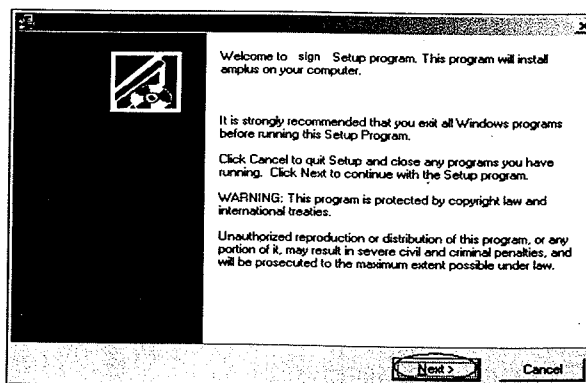 Welcome to sign Setup program. This program will install
amplus on your computer.
It is strongly recommended that you exit all Windows programs
before running this Setup Program.
Click Cancel to quit Setup and close any programs you have
running. Click Next to continue with the Setup program.
WARNING: This program is protected by copyright law and
international treaties.
Unauthorized reproduction or distribution of this program, or any
portion of it, may result in severe civil and criminal penalties, and
will be prosecuted to the maximum extent possible under law.
Next > Cancel